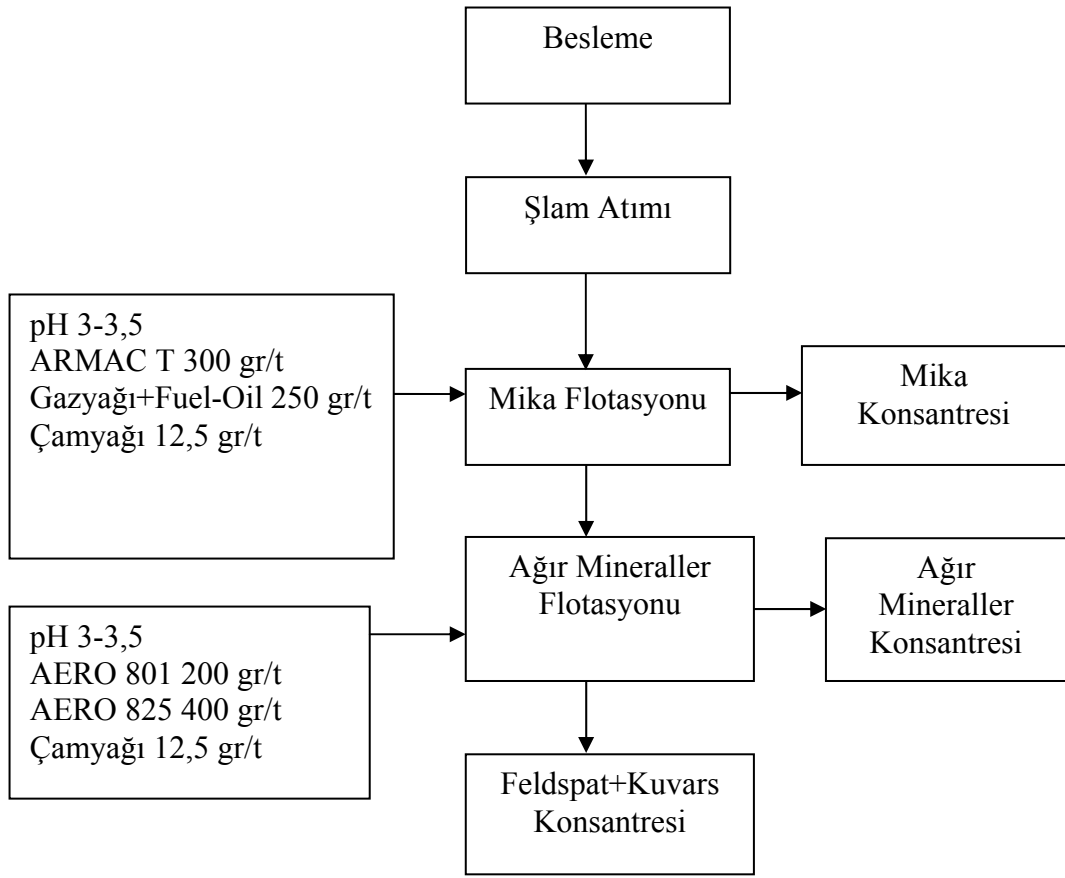 Besleme
Şlam Atımı
pH 3-3,5
ARMAC T 300 gr/t
Gazyağı+Fuel-Oil 250 gr/t
Çamyağı 12,5 gr/t
Mika Flotasyonu
Mika
Konsantresi
pH 3-3,5
AERO 801 200 gr/t
AERO 825 400 gr/t
Çamyağı 12,5 gr/t
Ağır Mineraller
Flotasyonu
Ağır
Mineraller
Konsantresi
Feldspat+Kuvars
Konsantresi